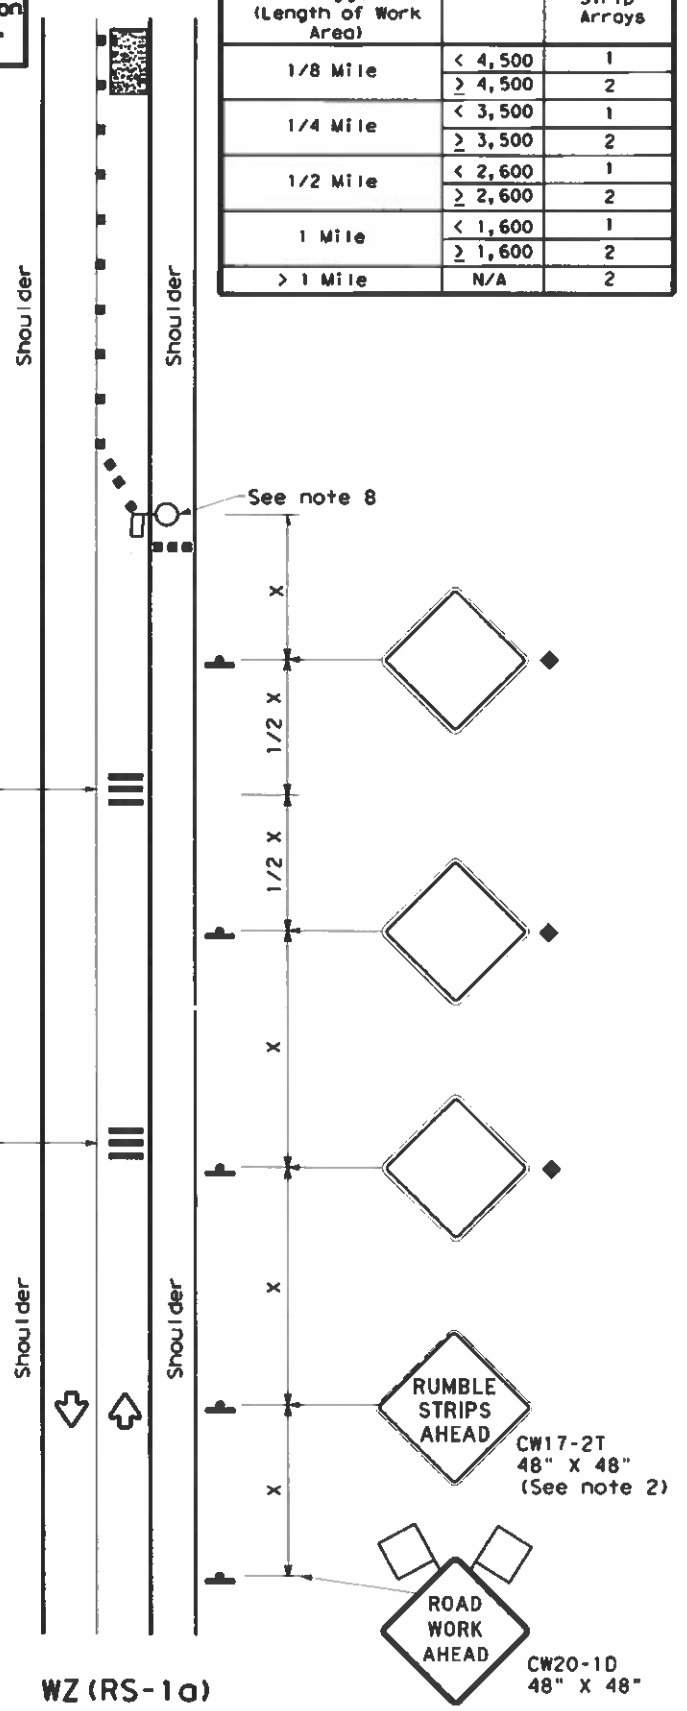 on
(Length of Work
Area)
Strip
Arrays
1/8 Mile
< 4,500
1
≥ 4,500
2
1/4 Mile
< 3,500
1
≥ 3,500
2
1/2 Mile
< 2,600
1
≥ 2,600
2
1 Mile
< 1,600
1
≥ 1,600
2
> 1 Mile
N/A
2
Shoulder
Shoulder
See note 8
X
1/2 X
1/2 X
X
X
X
Shoulder
Shoulder
RUMBLE
STRIPS
AHEAD
CW17-2T
48" X 48"
(See note 2)
ROAD
WORK
AHEAD
CW20-1D
48" X 48"
WZ(RS-1a)